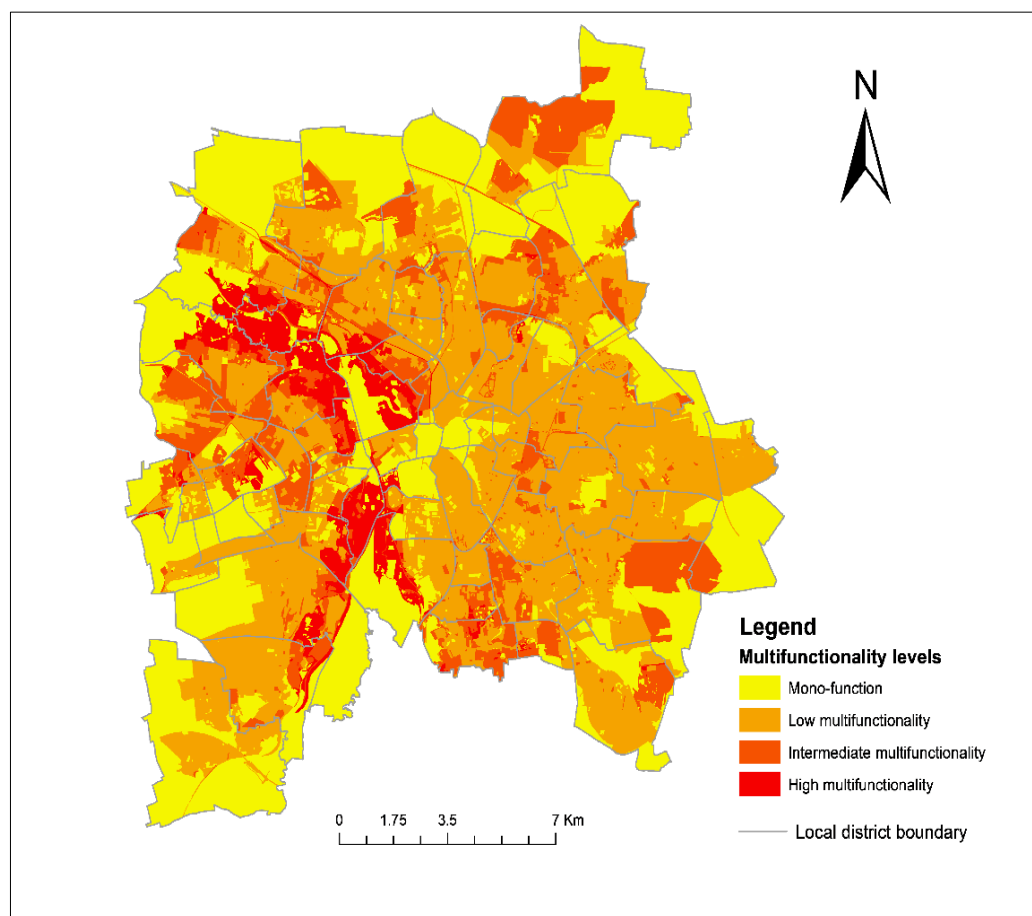 N
Legend
Multifunctionality levels
Mono-function
Low multifunctionality
Intermediate multifunctionality
High multifunctionality
Local district boundary
0 1.75 3.5 7 Km